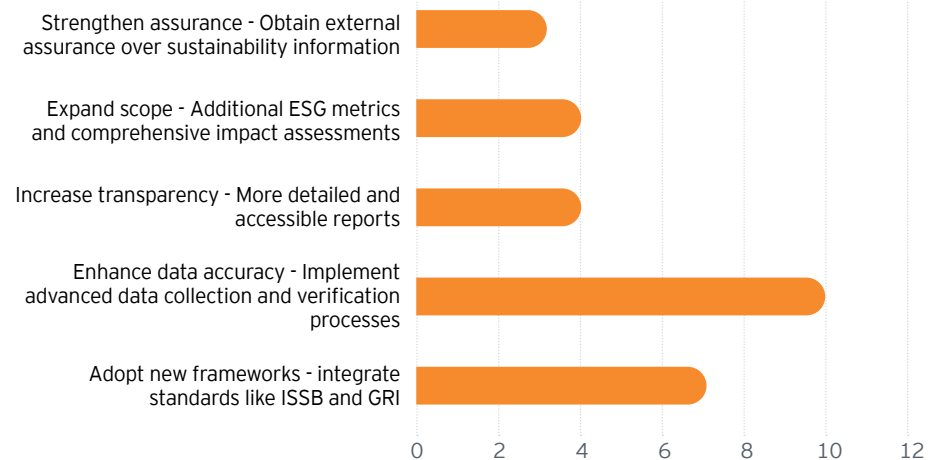 Strengthen assurance - Obtain external
assurance over sustainability information
Expand scope - Additional ESG metrics
and comprehensive impact assessments
Increase transparency - More detailed and
accessible reports
Enhance data accuracy - Implement
advanced data collection and verification
processes
Adopt new frameworks - integrate
standards like ISSB and GRI
0 2 4 6 8 10 12